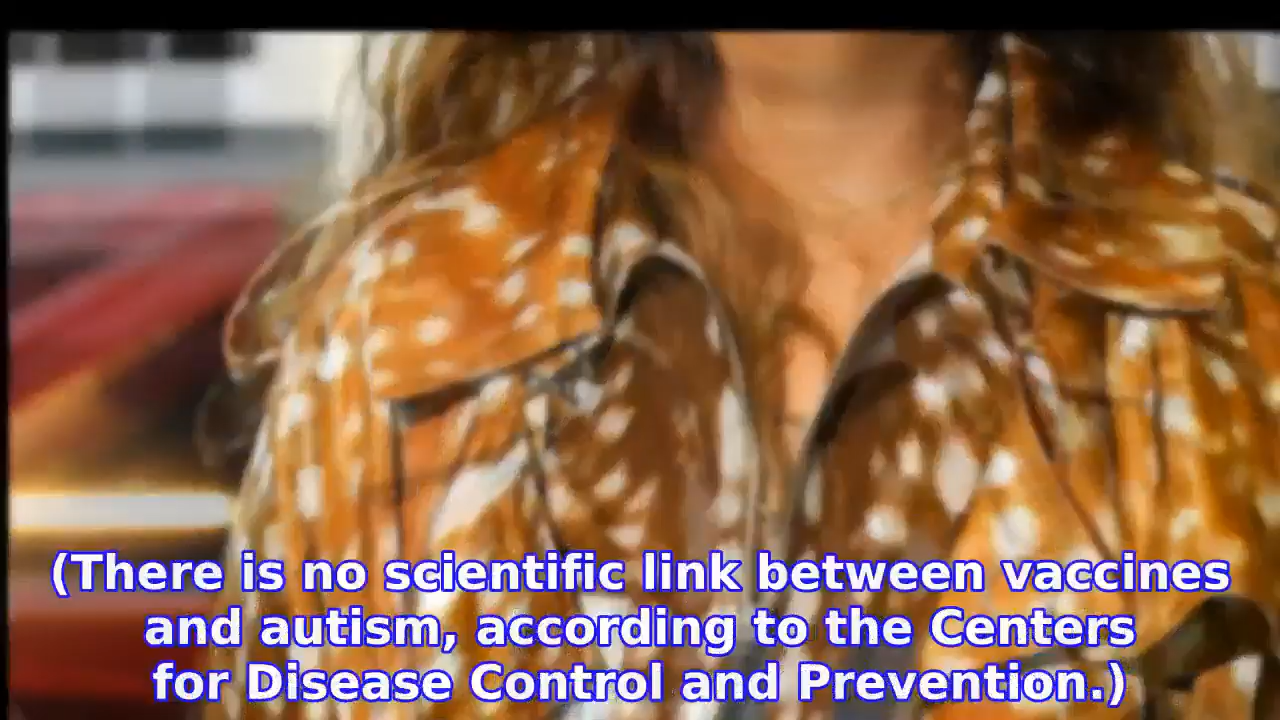 (There is no scientific link between vaccines
and autism, according to the Centers
for Disease Control and Prevention.)